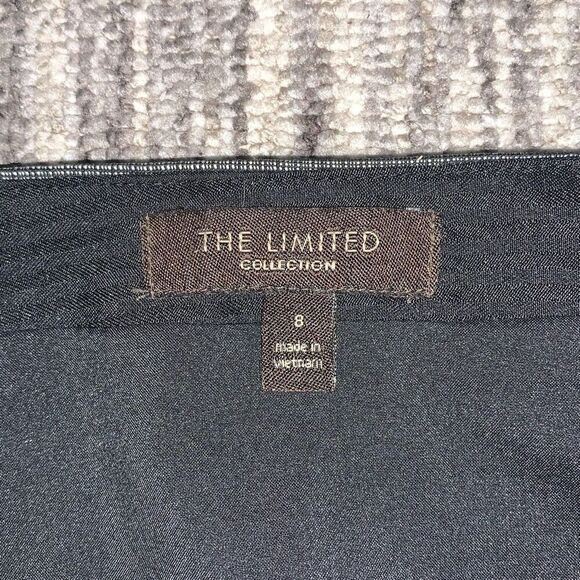 THE LIMITED
COLLECTION
8
made in
vietnam